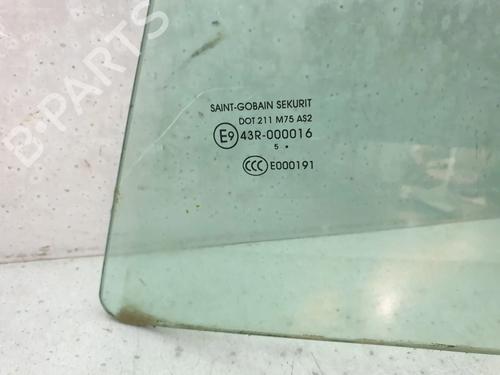 B-PARTS
SAINT-GOBAIN SEKURIT
DOT 211 M75 AS2
E9 43R-000016
5 •
CCC E000191